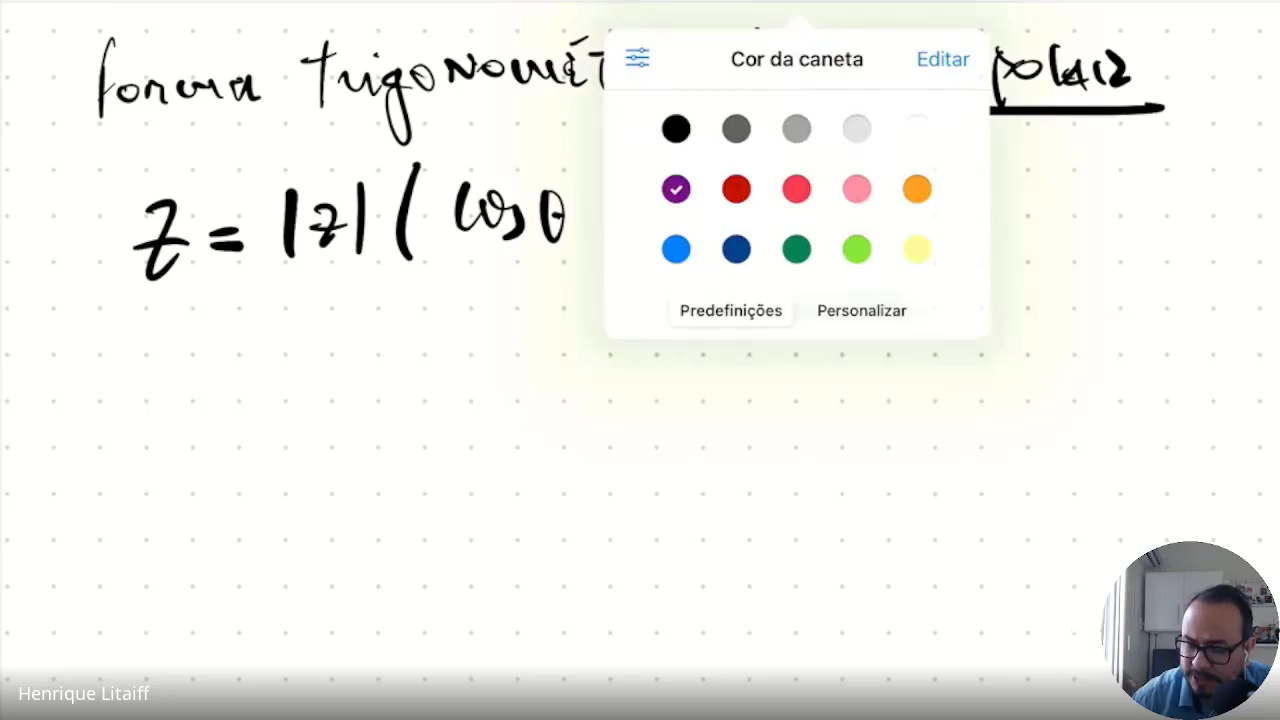 forma trigonomét polar
Cor da caneta
Editar
z = |z| ( cos θ
Predefinições
Personalizar
Henrique Litaiff